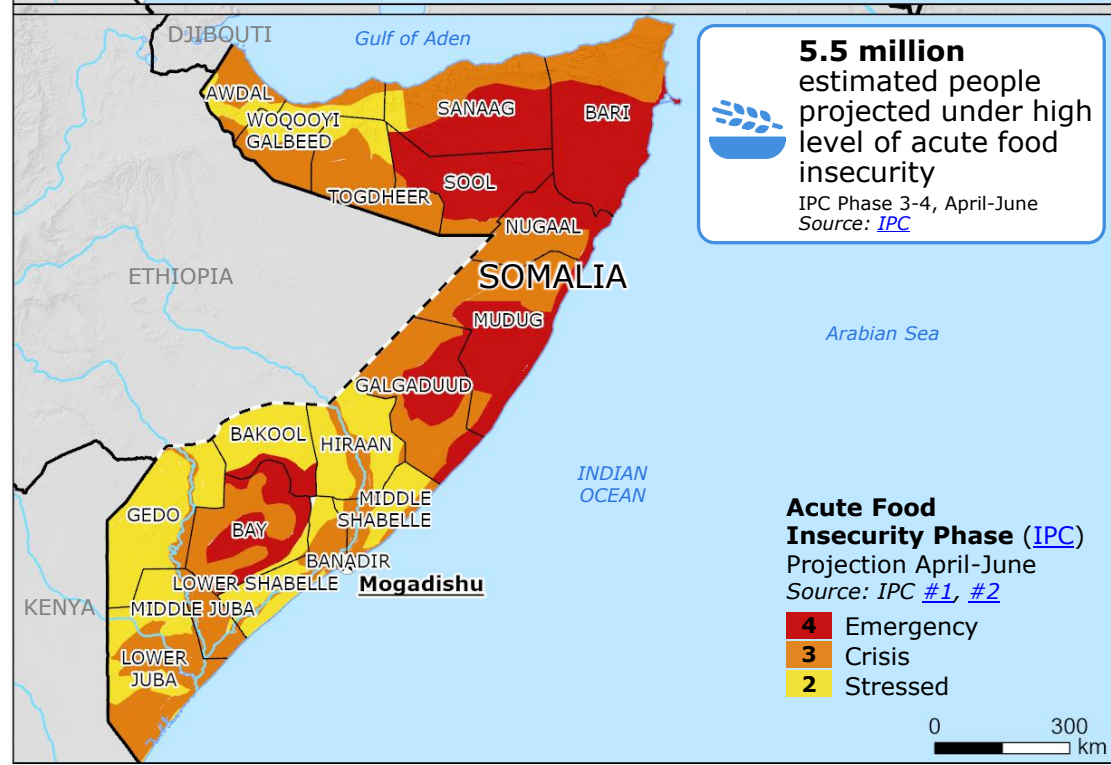 DJIBOUTI
Gulf of Aden
AWDAL
WOQOOYI
GALBEED
SANAAG
BARI
TOGDHEER
SOOL
NUGAAL
ETHIOPIA
SOMALIA
MUDUG
Arabian Sea
GALGADUUD
BAKOOL
HIRAAN
INDIAN
OCEAN
GEDO
BAY
MIDDLE
SHABELLE
BANADIR
LOWER SHABELLE
Mogadishu
KENYA
MIDDLE JUBA
LOWER
JUBA
5.5 million
estimated people
projected under high
level of acute food
insecurity
IPC Phase 3-4, April-June
Source: IPC
Acute Food
Insecurity Phase (IPC)
Projection April-June
Source: IPC #1, #2
4 Emergency
3 Crisis
2 Stressed
0 300
km